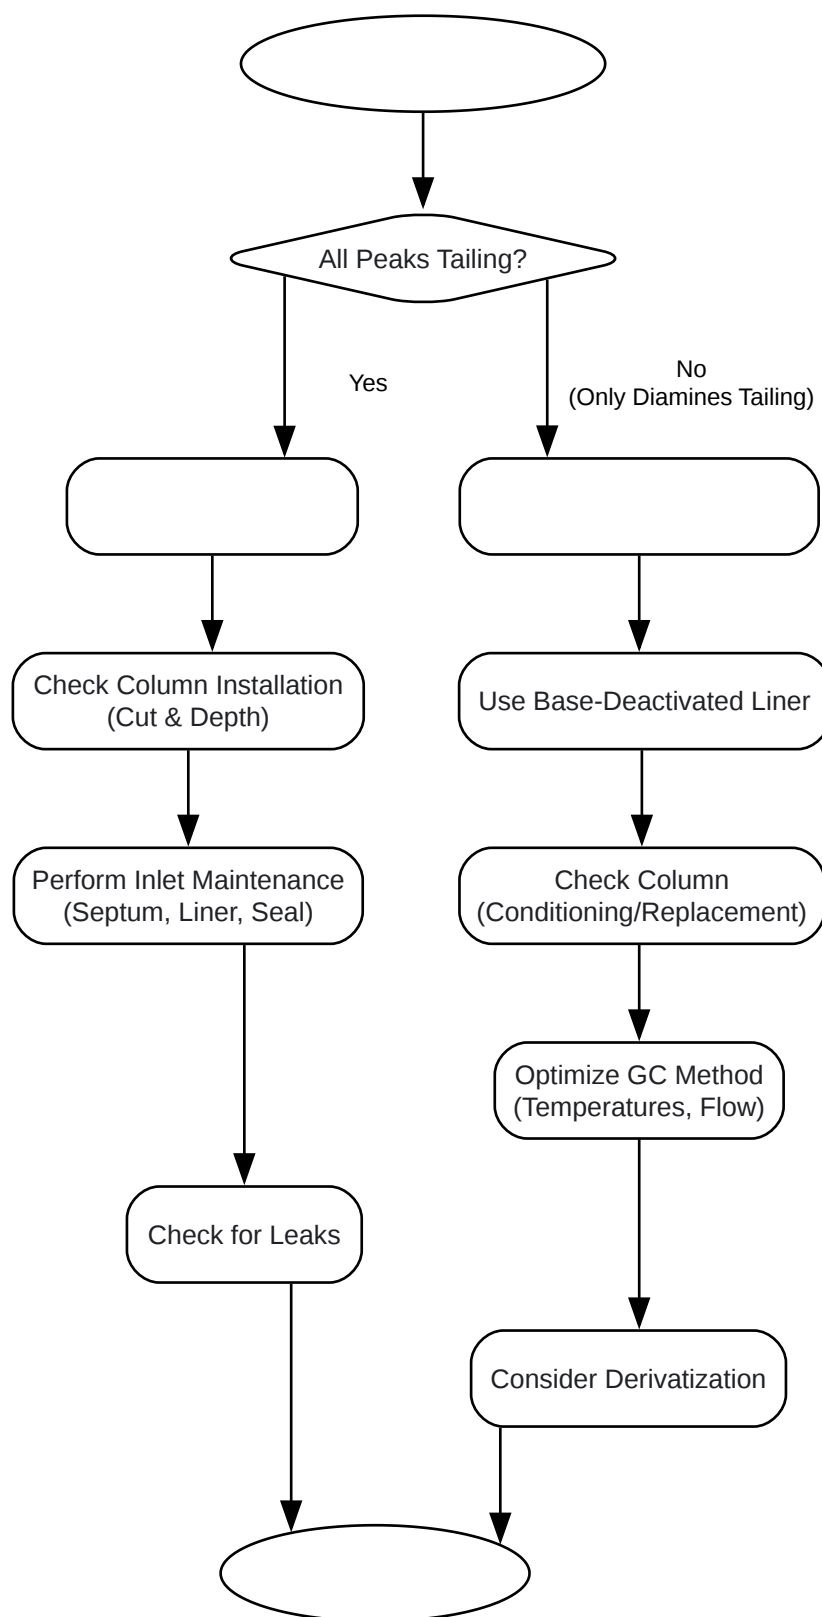 All Peaks Tailing?
Yes
No
(Only Diamines Tailing)
Check Column Installation
(Cut & Depth)
Use Base-Deactivated Liner
Perform Inlet Maintenance
(Septum, Liner, Seal)
Check Column
(Conditioning/Replacement)
Optimize GC Method
(Temperatures, Flow)
Check for Leaks
Consider Derivatization